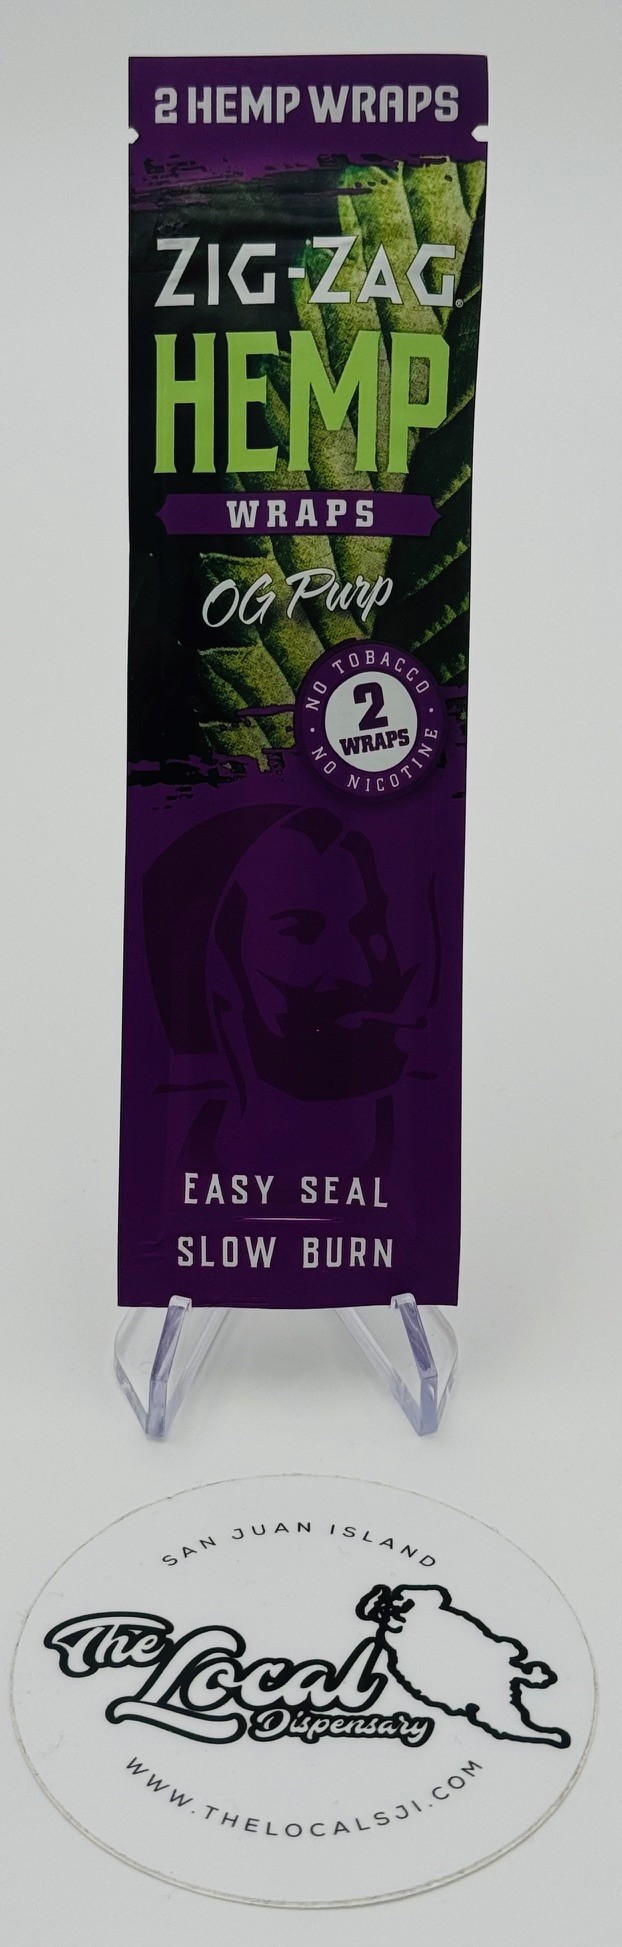 2 HEMP WRAPS
ZIG-ZAG®
HEMP
WRAPS
OG Purp
NO TOBACCO
2
WRAPS
NO NICOTINE
EASY SEAL
SLOW BURN
SAN JUAN ISLAND
The Local
Dispensary
WWW.THELOCALSJI.COM